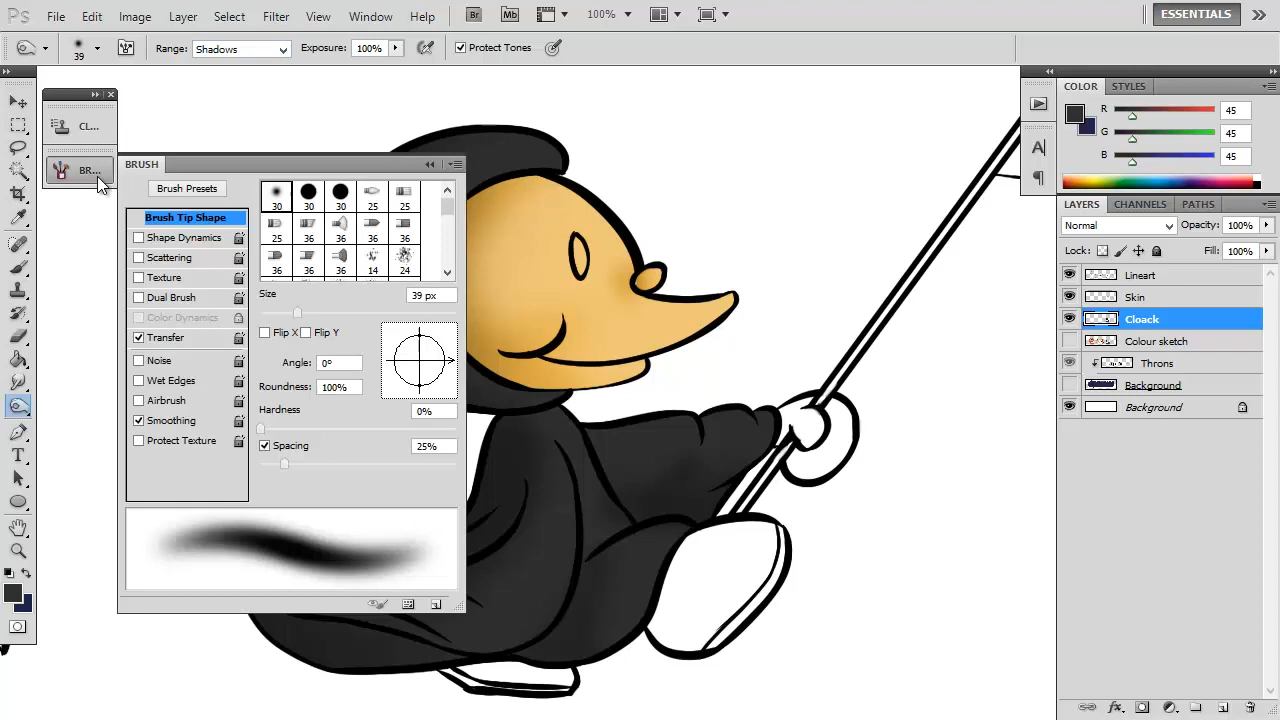 Ps File Edit Image Layer Select Filter View Window Help Br Mb 100% ESSENTIALS
39 Range: Shadows Exposure: 100% Protect Tones
CL...
BR...
BRUSH
Brush Presets
Brush Tip Shape
Shape Dynamics
Scattering
Texture
Dual Brush
Color Dynamics
Transfer
Noise
Wet Edges
Airbrush
Smoothing
Protect Texture
30 30 30 25 25
25 36 36 36 36
36 36 36 14 24
Size 39 px
Flip X Flip Y
Angle: 0°
Roundness: 100%
Hardness 0%
Spacing 25%
COLOR STYLES
R 45
G 45
B 45
LAYERS CHANNELS PATHS
Normal Opacity: 100%
Lock: Fill: 100%
Lineart
Skin
Cloack
Colour sketch
Throns
Background
Background